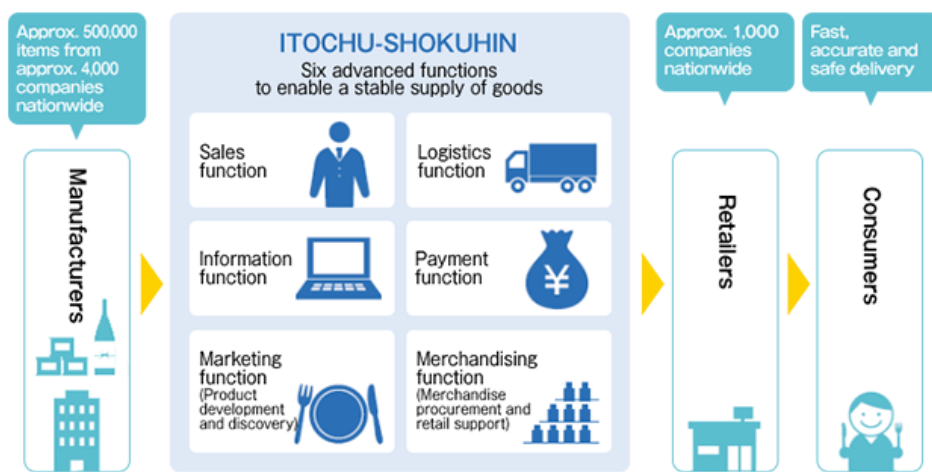 Approx. 500,000
items from
approx. 4,000
companies
nationwide
Manufacturers
ITOCHU-SHOKUHIN
Six advanced functions
to enable a stable supply of goods
Sales
function
Logistics
function
Information
function
Payment
function
¥
Marketing
function
(Product
development
and discovery)
Merchandising
function
(Merchandise
procurement and
retail support)
Approx. 1,000
companies
nationwide
Retailers
Fast,
accurate and
safe delivery
Consumers